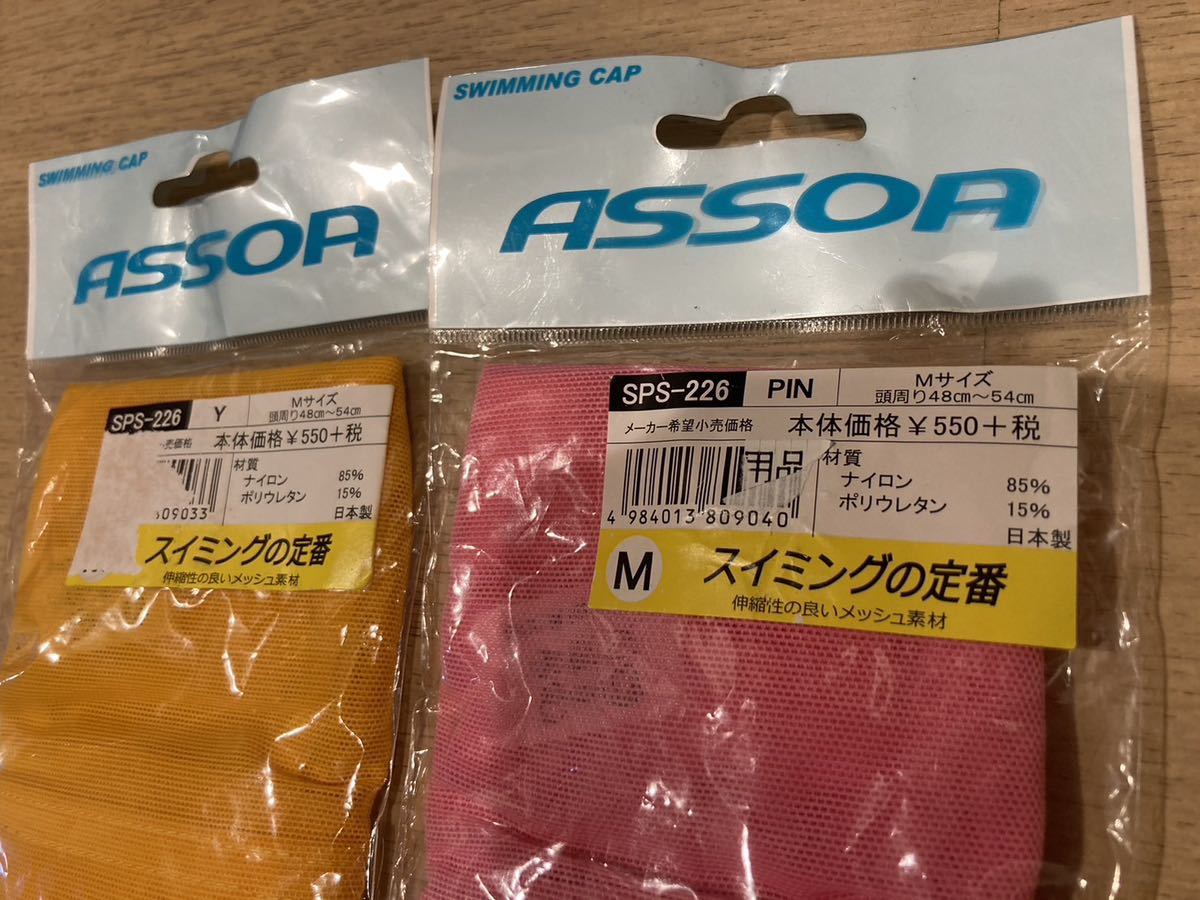 SWIMMING CAP
ASSOA
SPS-226 Y Mサイズ
頭周り48㎝~54㎝
売価格 本体価格¥550+税
材質
ナイロン 85%
ポリウレタン 15%
809033
日本製
スイミングの定番
伸縮性の良いメッシュ素材
SWIMMING CAP
ASSOA
SPS-226 PIN Mサイズ
頭周り48㎝~54㎝
メーカー希望小売価格 本体価格¥550+税
用品
材質
ナイロン 85%
ポリウレタン 15%
4 984013 809040
日本製
M スイミングの定番
伸縮性の良いメッシュ素材